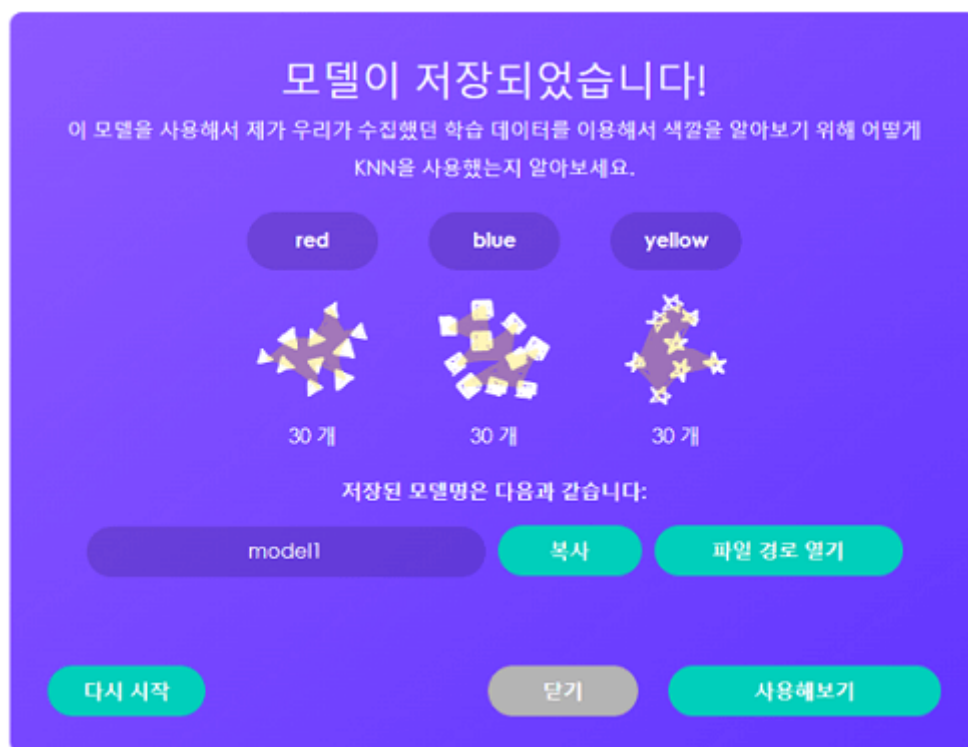 모델이 저장되었습니다!
이 모델을 사용해서 제가 우리가 수집했던 학습 데이터를 이용해서 색깔을 알아보기 위해 어떻게
KNN을 사용했는지 알아보세요.
red blue yellow
30 개 30 개 30 개
저장된 모델명은 다음과 같습니다:
model1 복사 파일 경로 열기
다시 시작 닫기 사용해보기